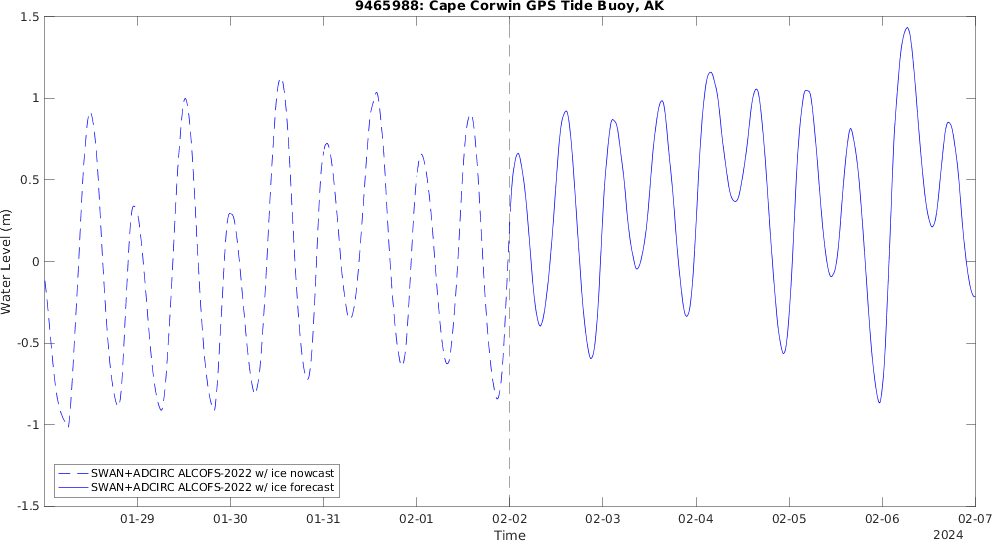 9465988: Cape Corwin GPS Tide Buoy, AK
1.5
1
0.5
0
-0.5
-1
-1.5
Water Level (m)
SWAN+ADCIRC ALCOFS-2022 w/ ice nowcast
SWAN+ADCIRC ALCOFS-2022 w/ ice forecast
01-29 01-30 01-31 02-01 02-02 02-03 02-04 02-05 02-06 02-07
Time
2024